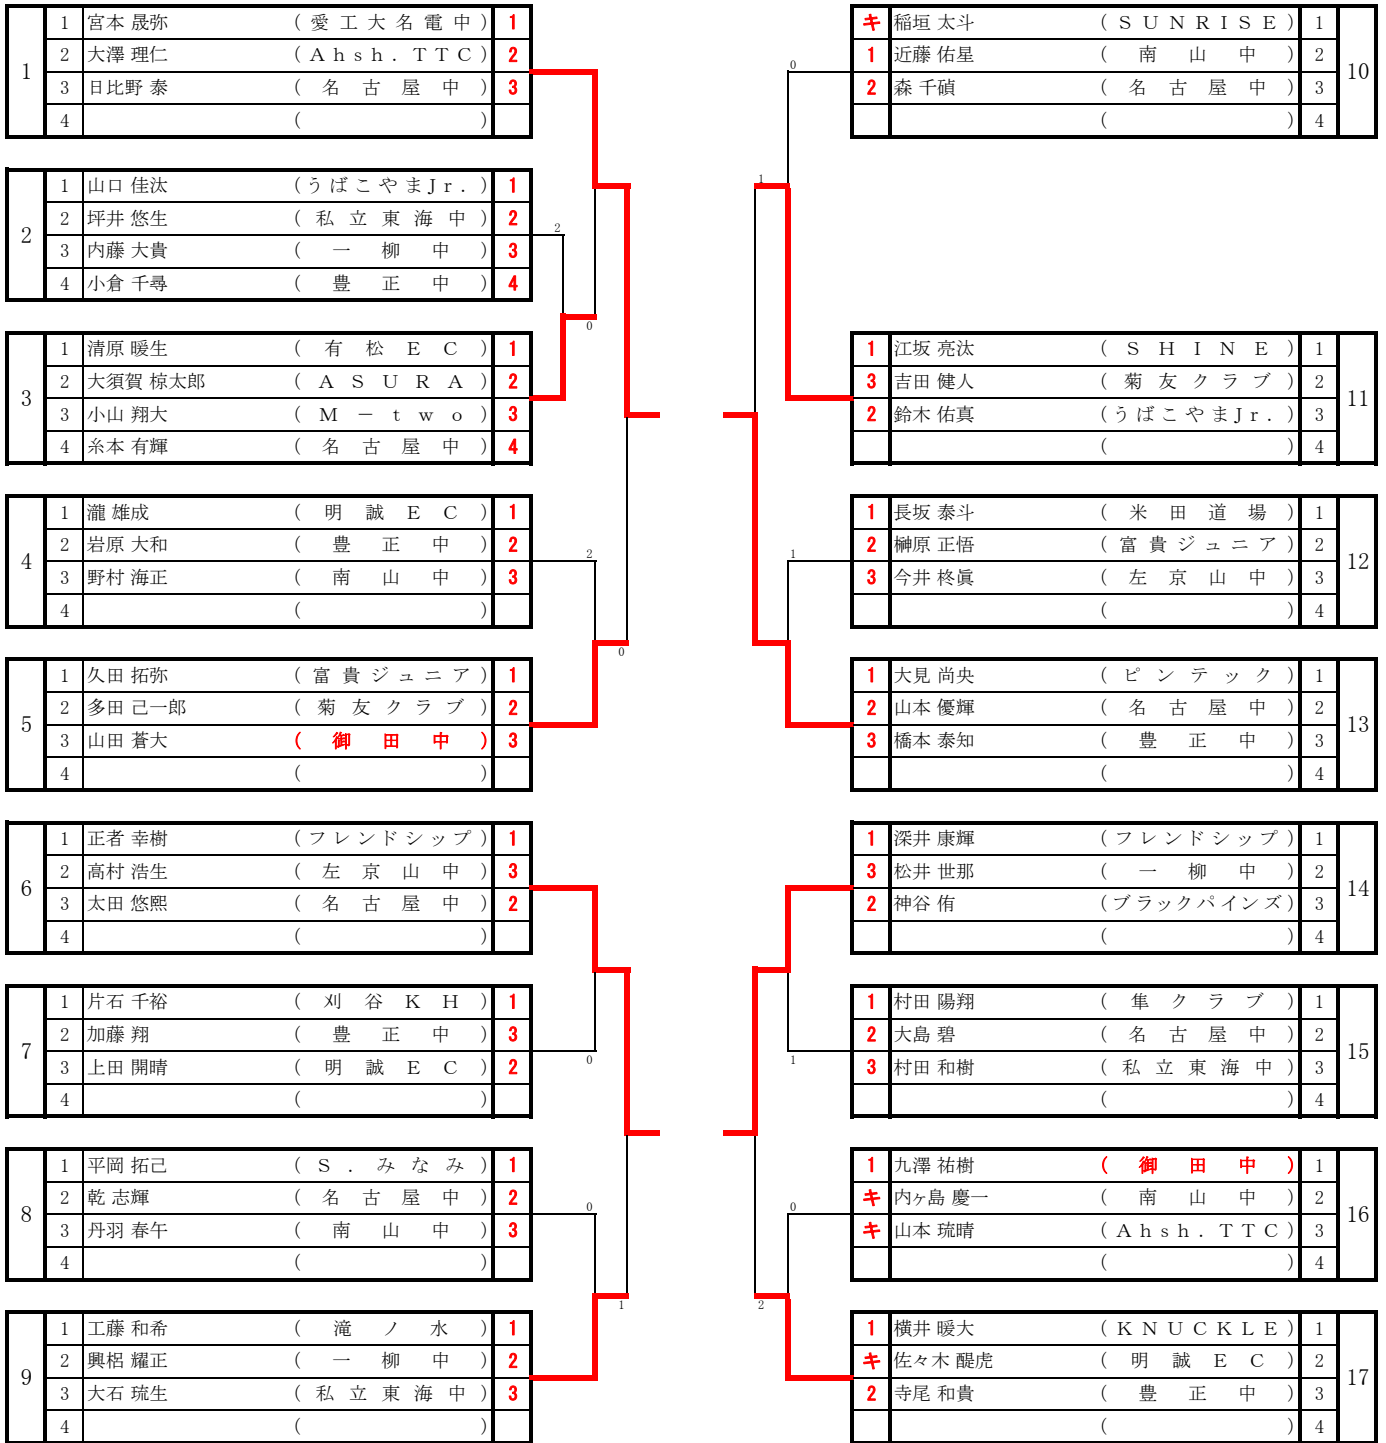 1
1 宮本 晟弥 (愛工大名電中) 1
2 大澤 理仁 (Ahsh.TTC) 2
3 日比野 泰 (名古屋中) 3
4 ( )
2
1 山口 佳汰 (うばこやまJr.) 1
2 坪井 悠生 (私立東海中) 2
3 内藤 大貴 (一柳中) 3
4 小倉 千尋 (豊正中) 4
2
0
3
1 清原 暖生 (有松EC) 1
2 大須賀 椋太郎 (ASURA) 2
3 小山 翔大 (M-two) 3
4 糸本 有輝 (名古屋中) 4
4
1 瀧 雄成 (明誠EC) 1
2 岩原 大和 (豊正中) 2
3 野村 海正 (南山中) 3
4 ( )
2
0
5
1 久田 拓弥 (富貴ジュニア) 1
2 多田 己一郎 (菊友クラブ) 2
3 山田 蒼大 (御田中) 3
4 ( )
6
1 正者 幸樹 (フレンドシップ) 1
2 高村 浩生 (左京山中) 3
3 太田 悠熙 (名古屋中) 2
4 ( )
7
1 片石 千裕 (刈谷KH) 1
2 加藤 翔 (豊正中) 3
3 上田 開晴 (明誠EC) 2
4 ( )
0
8
1 平岡 拓己 (S.みなみ) 1
2 乾 志輝 (名古屋中) 2
3 丹羽 春午 (南山中) 3
4 ( )
0
1
9
1 工藤 和希 (滝ノ水) 1
2 興梠 耀正 (一柳中) 2
3 大石 琉生 (私立東海中) 3
4 ( )
キ 稲垣 太斗 (SUNRISE) 1
1 近藤 佑星 (南山中) 2
2 森 千禎 (名古屋中) 3
( ) 4
10
0
1
1 江坂 亮汰 (SHINE) 1
3 吉田 健人 (菊友クラブ) 2
2 鈴木 佑真 (うばこやまJr.) 3
( ) 4
11
1 長坂 泰斗 (米田道場) 1
2 榊原 正悟 (富貴ジュニア) 2
3 今井 柊眞 (左京山中) 3
( ) 4
12
1
1 大見 尚央 (ピンテック) 1
2 山本 優輝 (名古屋中) 2
3 橋本 泰知 (豊正中) 3
( ) 4
13
1 深井 康輝 (フレンドシップ) 1
3 松井 世那 (一柳中) 2
2 神谷 侑 (ブラックパインズ) 3
( ) 4
14
1 村田 陽翔 (隼クラブ) 1
2 大島 碧 (名古屋中) 2
3 村田 和樹 (私立東海中) 3
( ) 4
15
1
1 九澤 祐樹 (御田中) 1
キ 内ヶ島 慶一 (南山中) 2
キ 山本 琉晴 (Ahsh.TTC) 3
( ) 4
16
0
2
1 横井 暖大 (KNUCKLE) 1
キ 佐々木 醍虎 (明誠EC) 2
2 寺尾 和貴 (豊正中) 3
( ) 4
17